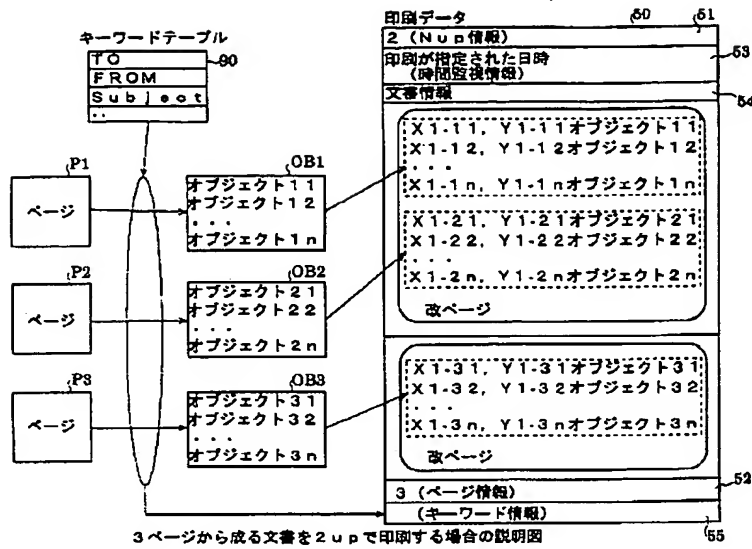 印刷データ
50
51
2（Nup情報）
印刷が指定された日時
（時間監視情報）
53
文書情報
54
キーワードテーブル
TO
FROM
Subject
..
90
P1
ページ
OB1
オブジェクト11
オブジェクト12
...
オブジェクト1n
X1-11, Y1-11オブジェクト11
X1-12, Y1-12オブジェクト12
...
X1-1n, Y1-1nオブジェクト1n
P2
ページ
OB2
オブジェクト21
オブジェクト22
...
オブジェクト2n
X1-21, Y1-21オブジェクト21
X1-22, Y1-22オブジェクト22
...
X1-2n, Y1-2nオブジェクト2n
改ページ
P3
ページ
OB3
オブジェクト31
オブジェクト32
...
オブジェクト3n
X1-31, Y1-31オブジェクト31
X1-32, Y1-32オブジェクト32
...
X1-3n, Y1-3nオブジェクト3n
改ページ
52
3（ページ情報）
（キーワード情報）
55
3ページから成る文書を2upで印刷する場合の説明図